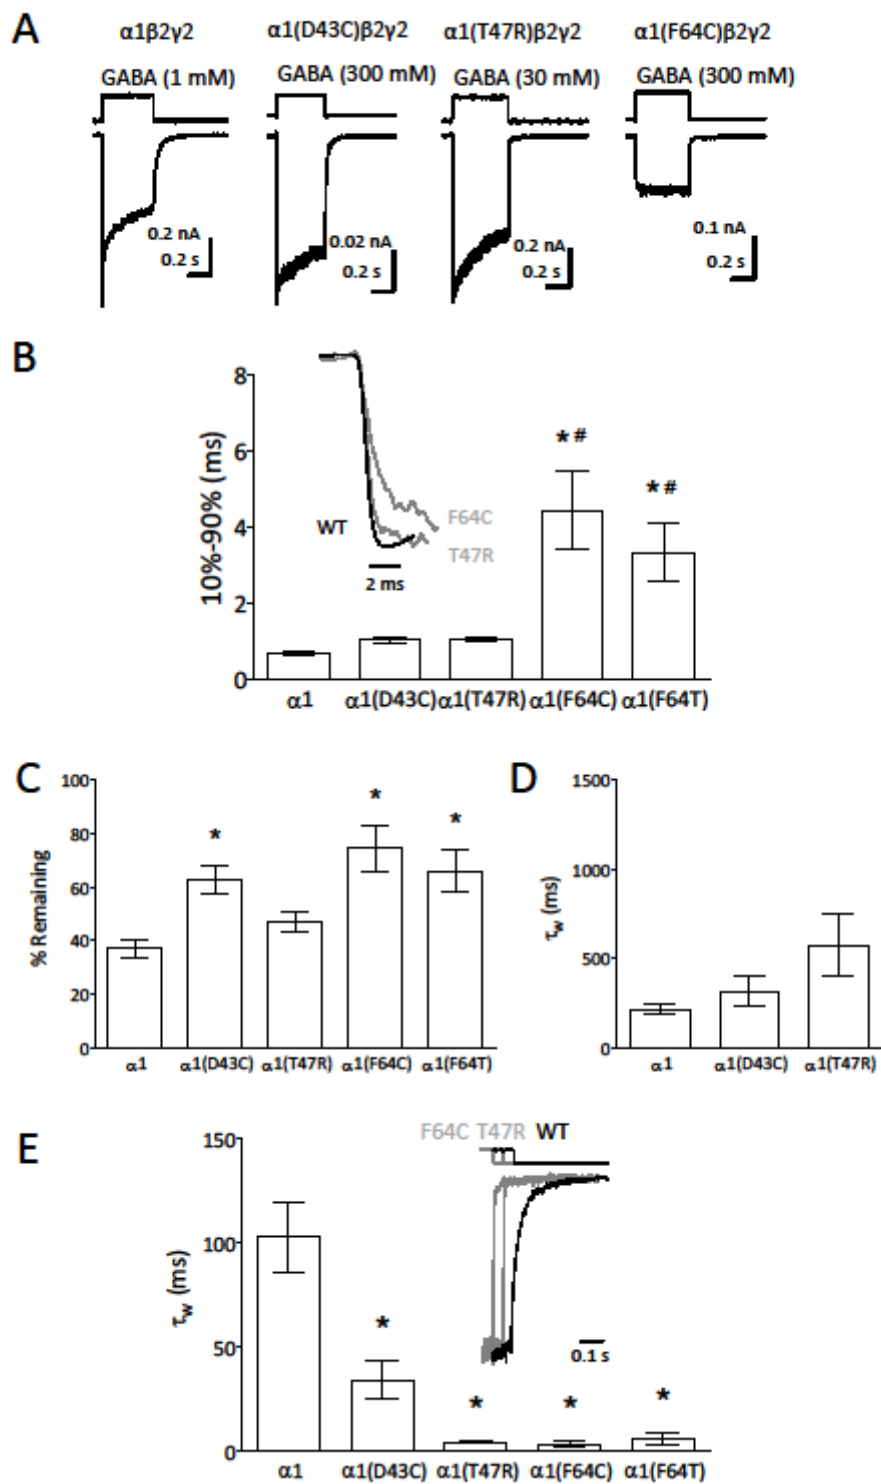 A
α1β2γ2 α1(D43C)β2γ2 α1(T47R)β2γ2 α1(F64C)β2γ2
GABA (1 mM) GABA (300 mM) GABA (30 mM) GABA (300 mM)
0.2 nA 0.02 nA 0.2 nA 0.1 nA
0.2 s 0.2 s 0.2 s 0.2 s
B
10%-90% (ms)
8
6
4
2
0
* #
* #
WT
F64C
T47R
2 ms
α1 α1(D43C) α1(T47R) α1(F64C) α1(F64T)
C
% Remaining
100
80
60
40
20
0
* * *
α1 α1(D43C) α1(T47R) α1(F64C) α1(F64T)
D
τw (ms)
1500
1000
500
0
α1 α1(D43C) α1(T47R)
E
τw (ms)
150
100
50
0
F64C T47R WT
0.1 s
* * * *
α1 α1(D43C) α1(T47R) α1(F64C) α1(F64T)